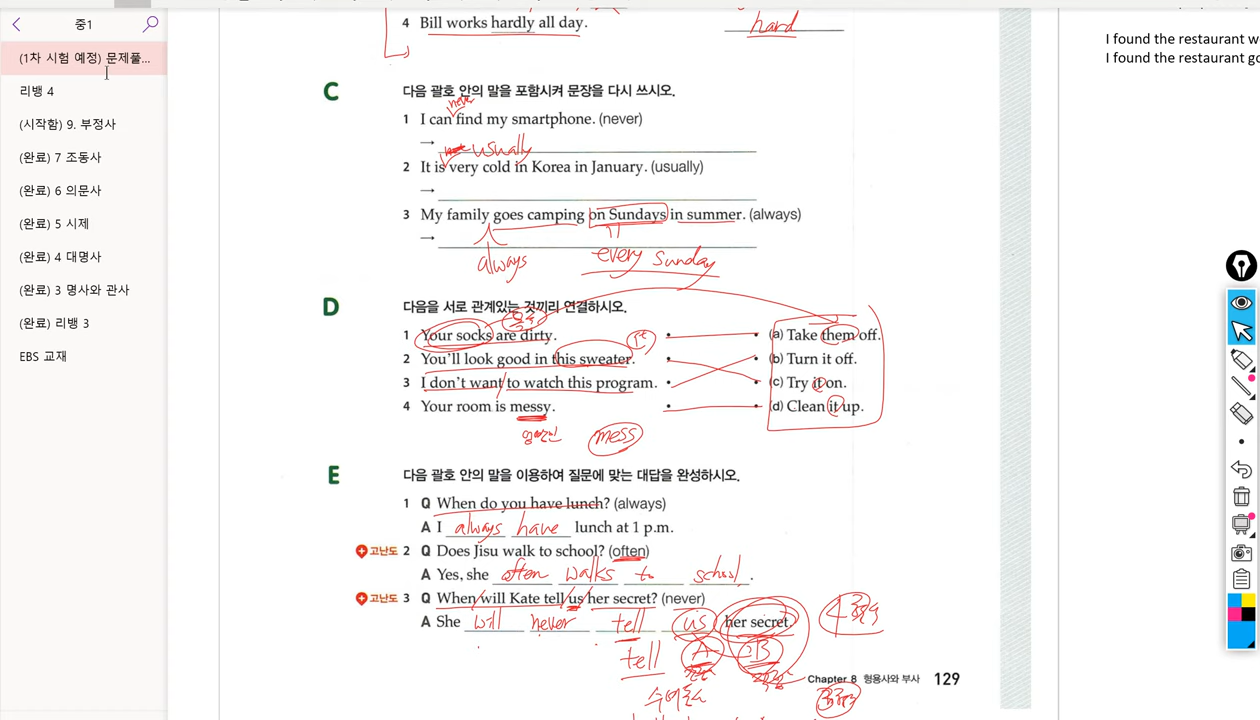 중1
(1차 시험 예정) 문제풀...
리뱅 4
(시작함) 9. 부정사
(완료) 7 조동사
(완료) 6 의문사
(완료) 5 시제
(완료) 4 대명사
(완료) 3 명사와 관사
(완료) 리뱅 3
EBS 교재
4 Bill works hardly all day. hard
C 다음 괄호 안의 말을 포함시켜 문장을 다시 쓰시오.
never
1 I can find my smartphone. (never)
→
usually
2 It is very cold in Korea in January. (usually)
→
3 My family goes camping on Sundays in summer. (always)
→
always every Sunday
D 다음을 서로 관계있는 것끼리 연결하시오.
1 Your socks are dirty. • • (a) Take them off.
2 You'll look good in this sweater. • • (b) Turn it off.
3 I don't want to watch this program. • • (c) Try it on.
4 Your room is messy. • • (d) Clean it up.
mess
E 다음 괄호 안의 말을 이용하여 질문에 맞는 대답을 완성하시오.
1 Q When do you have lunch? (always)
A I always have lunch at 1 p.m.
고난도 2 Q Does Jisu walk to school? (often)
A Yes, she often walks to school.
고난도 3 Q When will Kate tell us her secret? (never)
A She will never tell us her secret. 4형식
tell A B
수여동사
3형식
Chapter 8 형용사와 부사 129
I found the restaurant w
I found the restaurant go